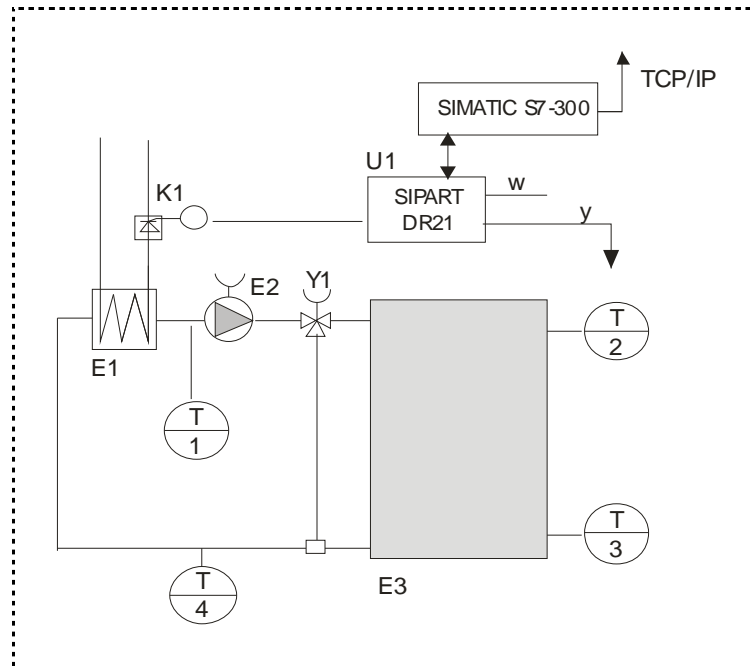 TCP/IP
SIMATIC S7-300
U1
SIPART
DR21
w
y
K1
E2
Y1
E1
T
1
T
2
T
3
T
4
E3